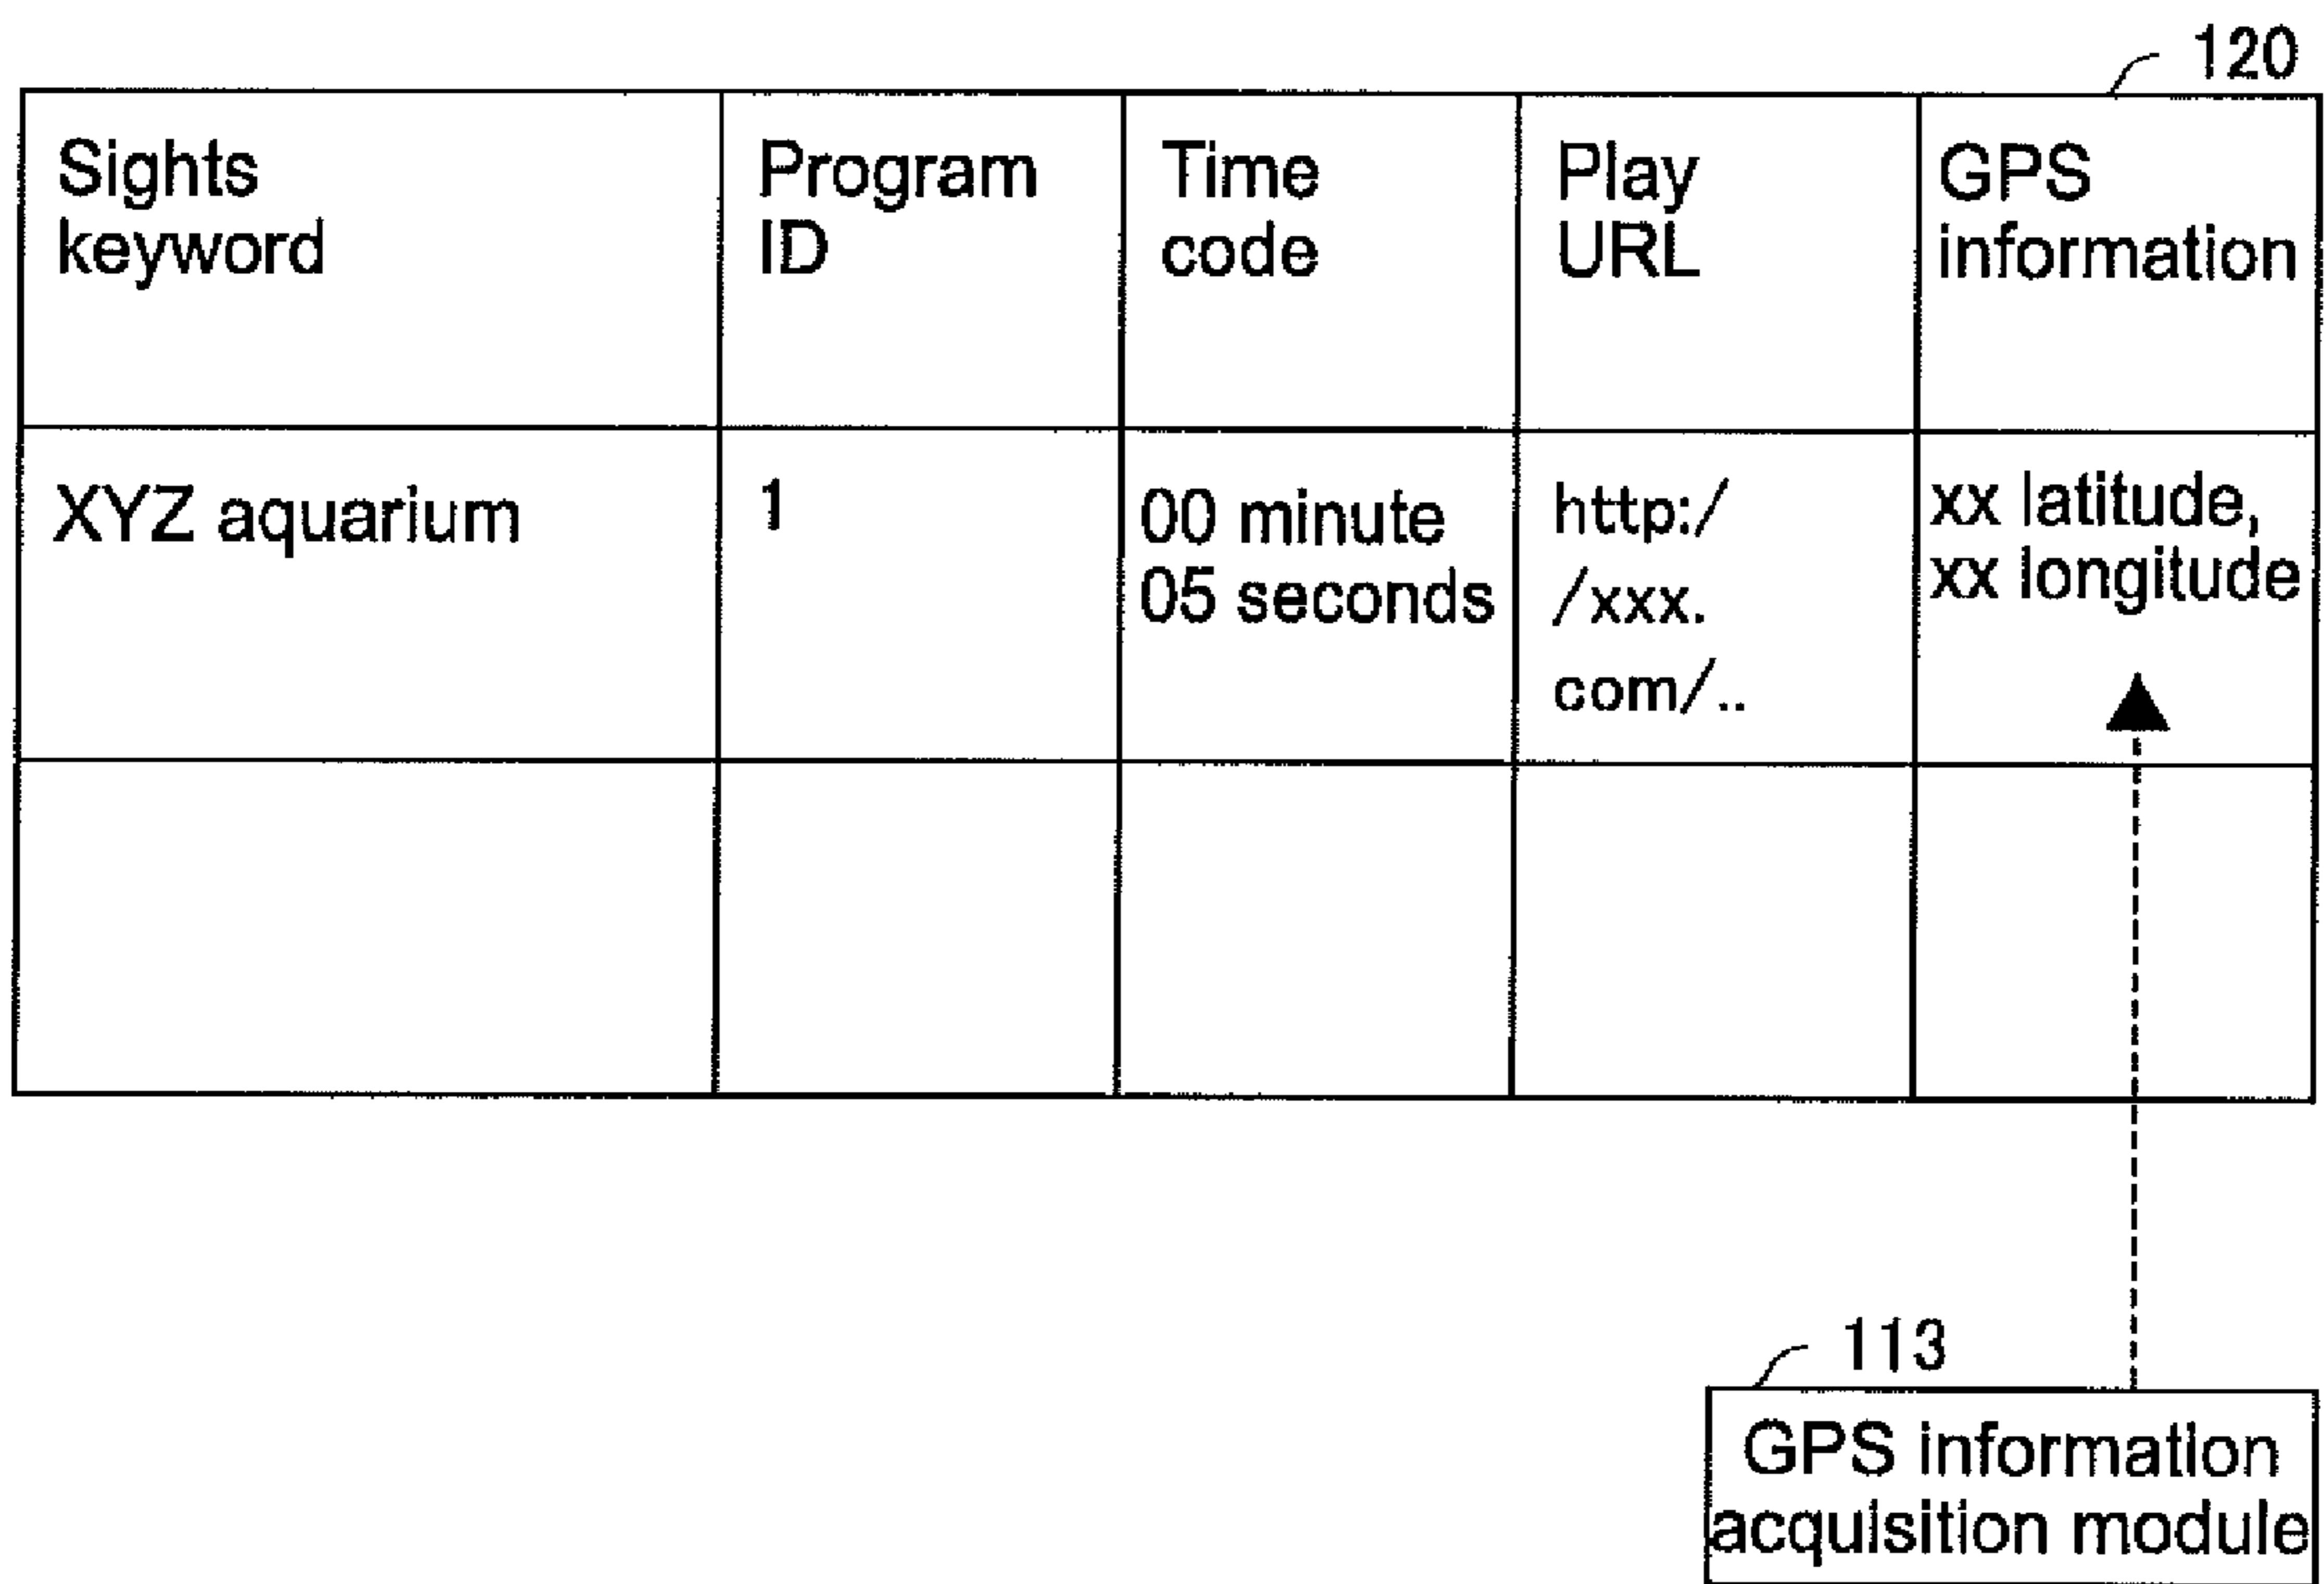 120
Sights
keyword
Program
ID
Time
code
Play
URL
GPS
information
XYZ aquarium
1
00 minute
05 seconds
http:/
/xxx.
com/..
xx latitude,
xx longitude
113
GPS information
acquisition module